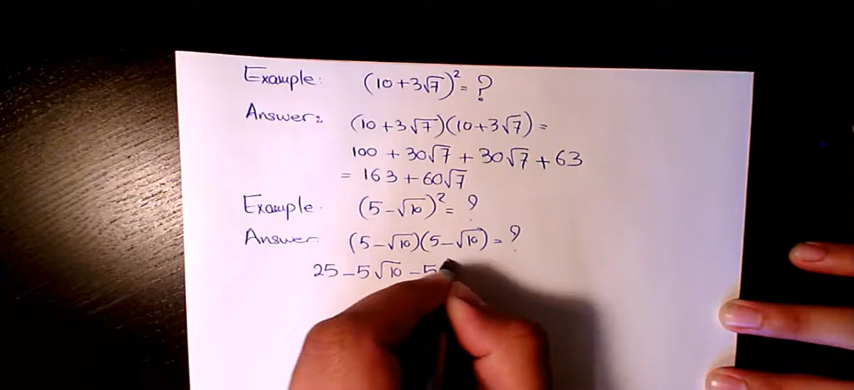 Example: (10+3√7)² = ?
Answer: (10+3√7)(10+3√7) =
100 + 30√7 + 30√7 + 63
= 163 + 60√7
Example: (5-√10)² = ?
Answer: (5-√10)(5-√10) = ?
25 - 5√10 - 5